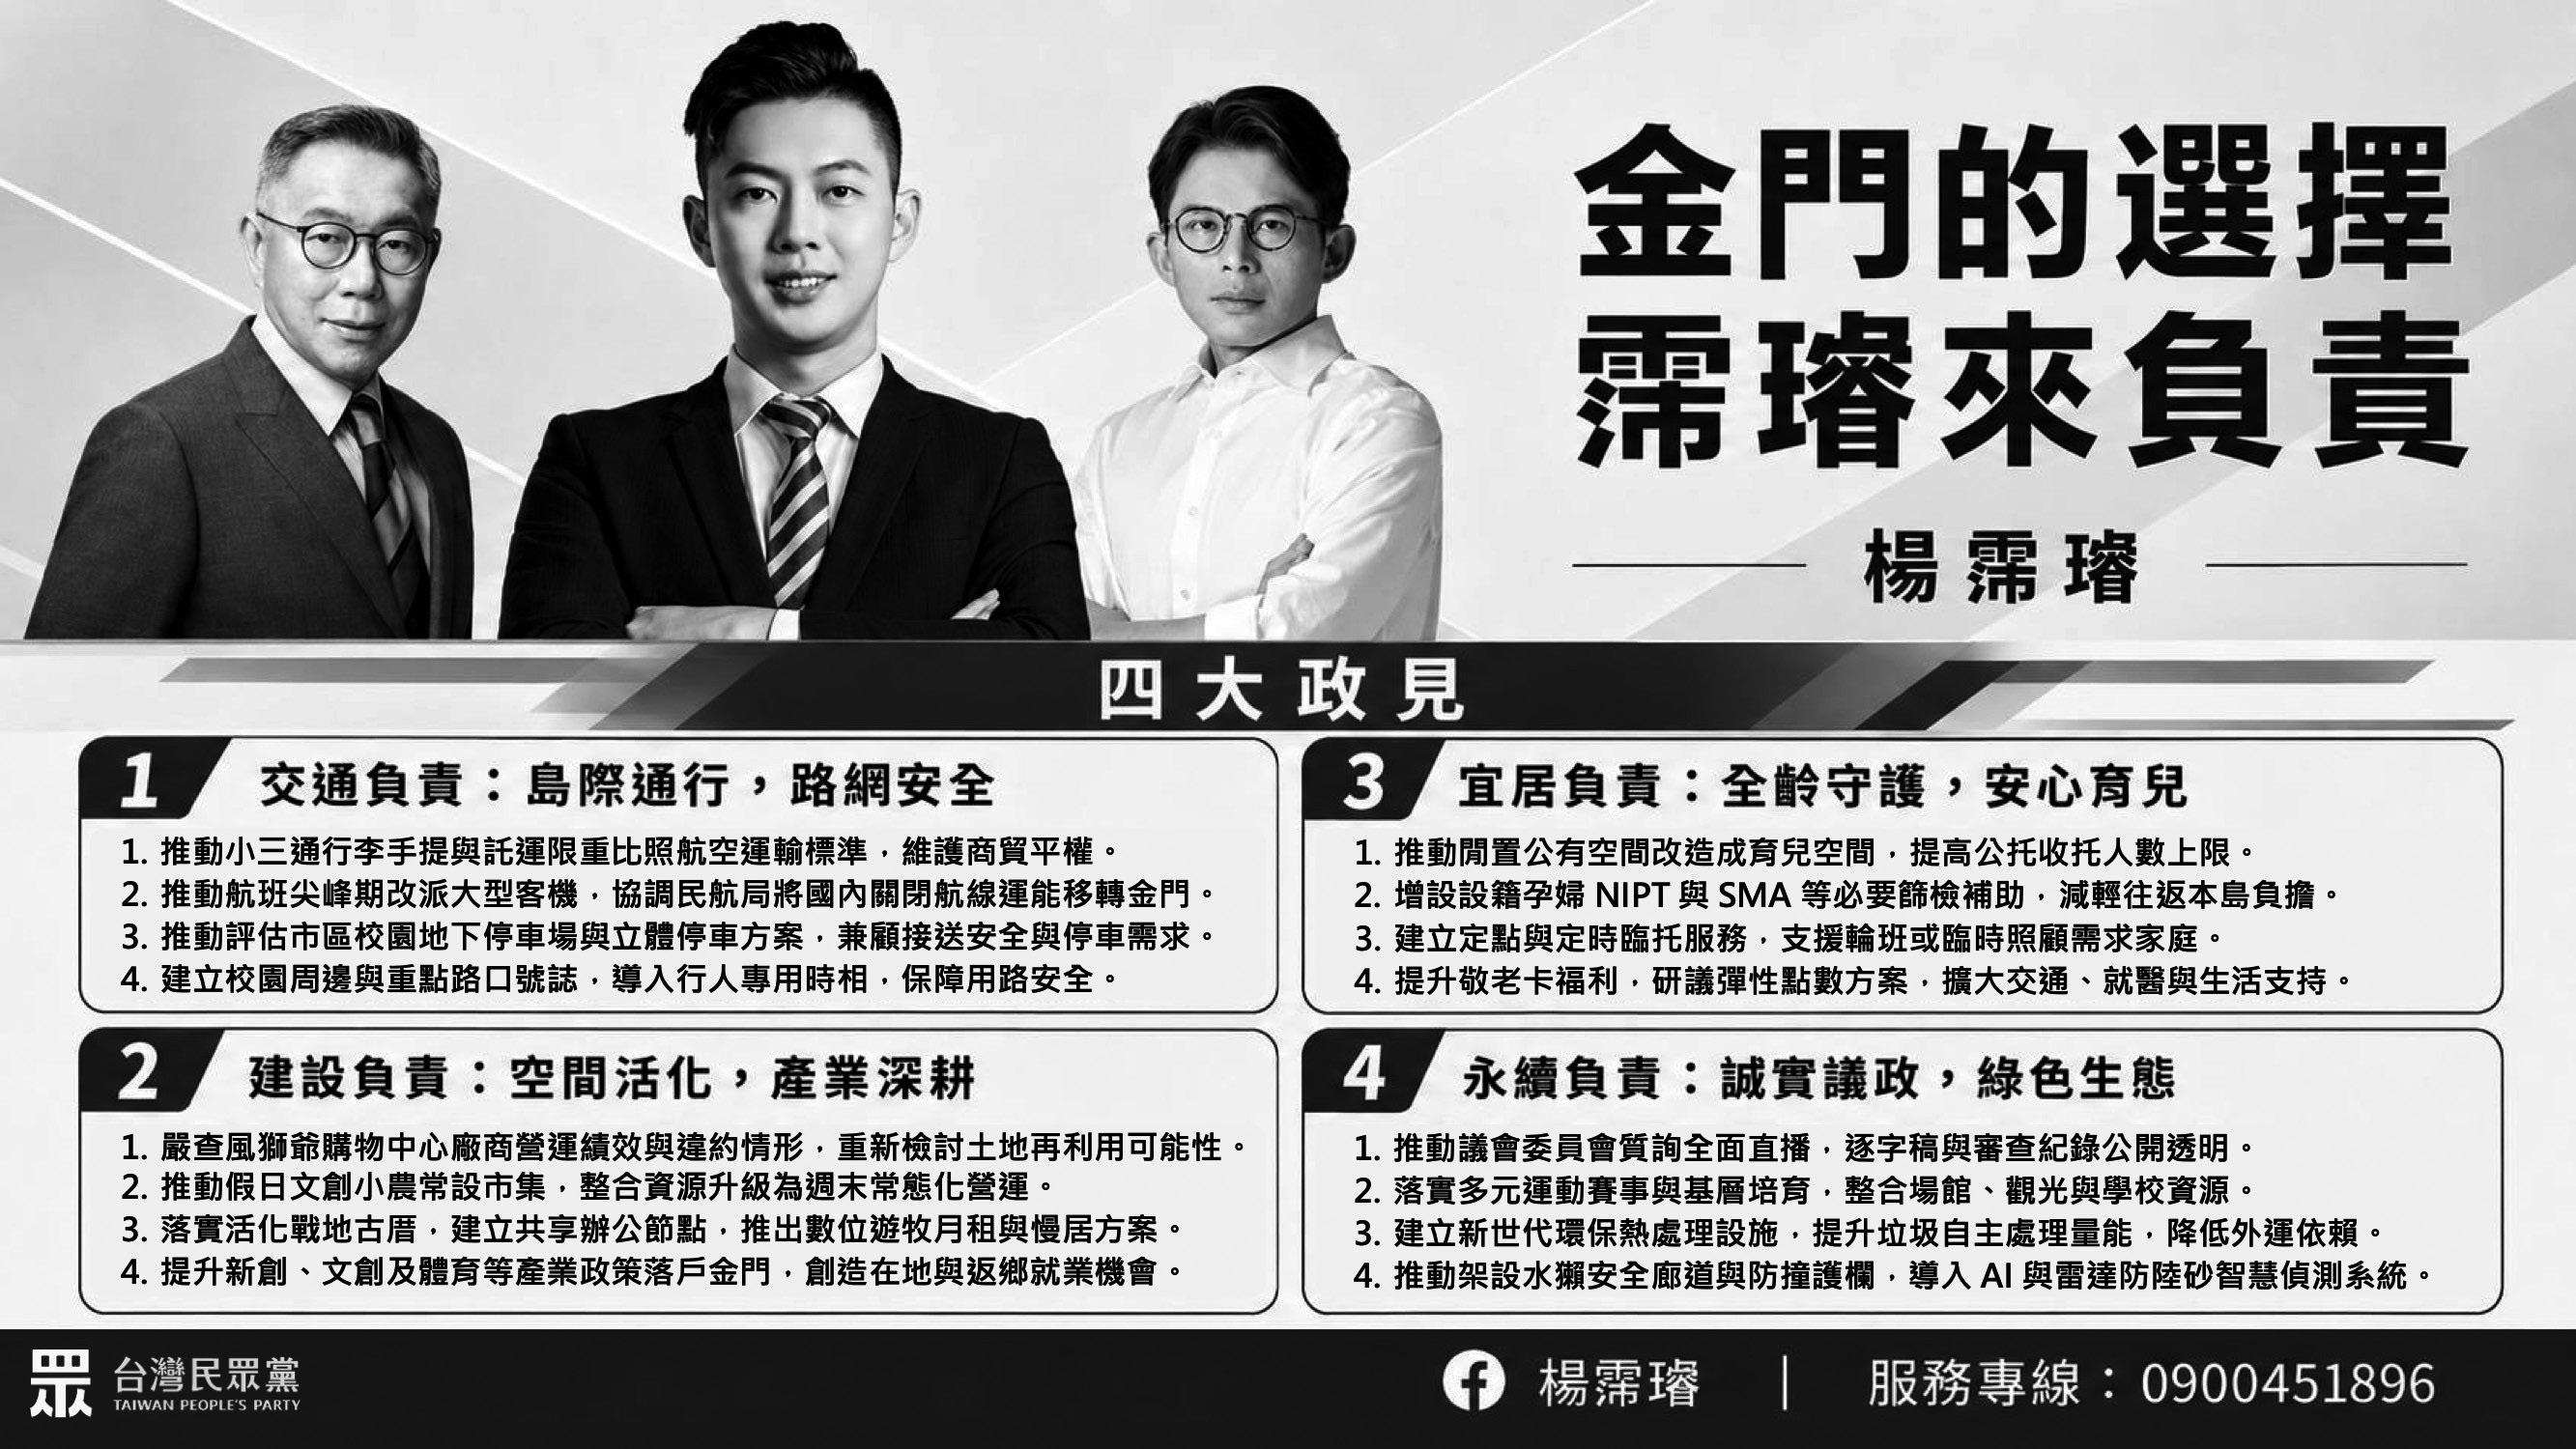 金門的選擇
霈璿來負責
楊霈璿
四大政見
1 交通負責：島際通行，路網安全
1. 推動小三通行李手提與託運限重比照航空運輸標準，維護商貿平權。
2. 推動航班尖峰期改派大型客機，協調民航局將國內關閉航線運能移轉金門。
3. 推動評估市區校園地下停車場與立體停車方案，兼顧接送安全與停車需求。
4. 建立校園周邊與重點路口號誌，導入行人專用時相，保障用路安全。
2 建設負責：空間活化，產業深耕
1. 嚴查風獅爺購物中心廠商營運績效與違約情形，重新檢討土地再利用可能性。
2. 推動假日文創小農常設市集，整合資源升級為週末常態化營運。
3. 落實活化戰地古厝，建立共享辦公節點，推出數位遊牧月租與慢居方案。
4. 提升新創、文創及體育等產業政策落戶金門，創造在地與返鄉就業機會。
3 宜居負責：全齡守護，安心育兒
1. 推動閒置公有空間改造成育兒空間，提高公托收托人數上限。
2. 增設設籍孕婦 NIPT 與 SMA 等必要篩檢補助，減輕往返本島負擔。
3. 建立定點與定時臨托服務，支援輪班或臨時照顧需求家庭。
4. 提升敬老卡福利，研議彈性點數方案，擴大交通、就醫與生活支持。
4 永續負責：誠實議政，綠色生態
1. 推動議會委員會質詢全面直播，逐字稿與審查紀錄公開透明。
2. 落實多元運動賽事與基層培育，整合場館、觀光與學校資源。
3. 建立新世代環保熱處理設施，提升垃圾自主處理量能，降低外運依賴。
4. 推動架設水獺安全廊道與防撞護欄，導入 AI 與雷達防陸砂智慧偵測系統。
眾 台灣民眾黨
TAIWAN PEOPLE'S PARTY
楊霈璿 | 服務專線：0900451896